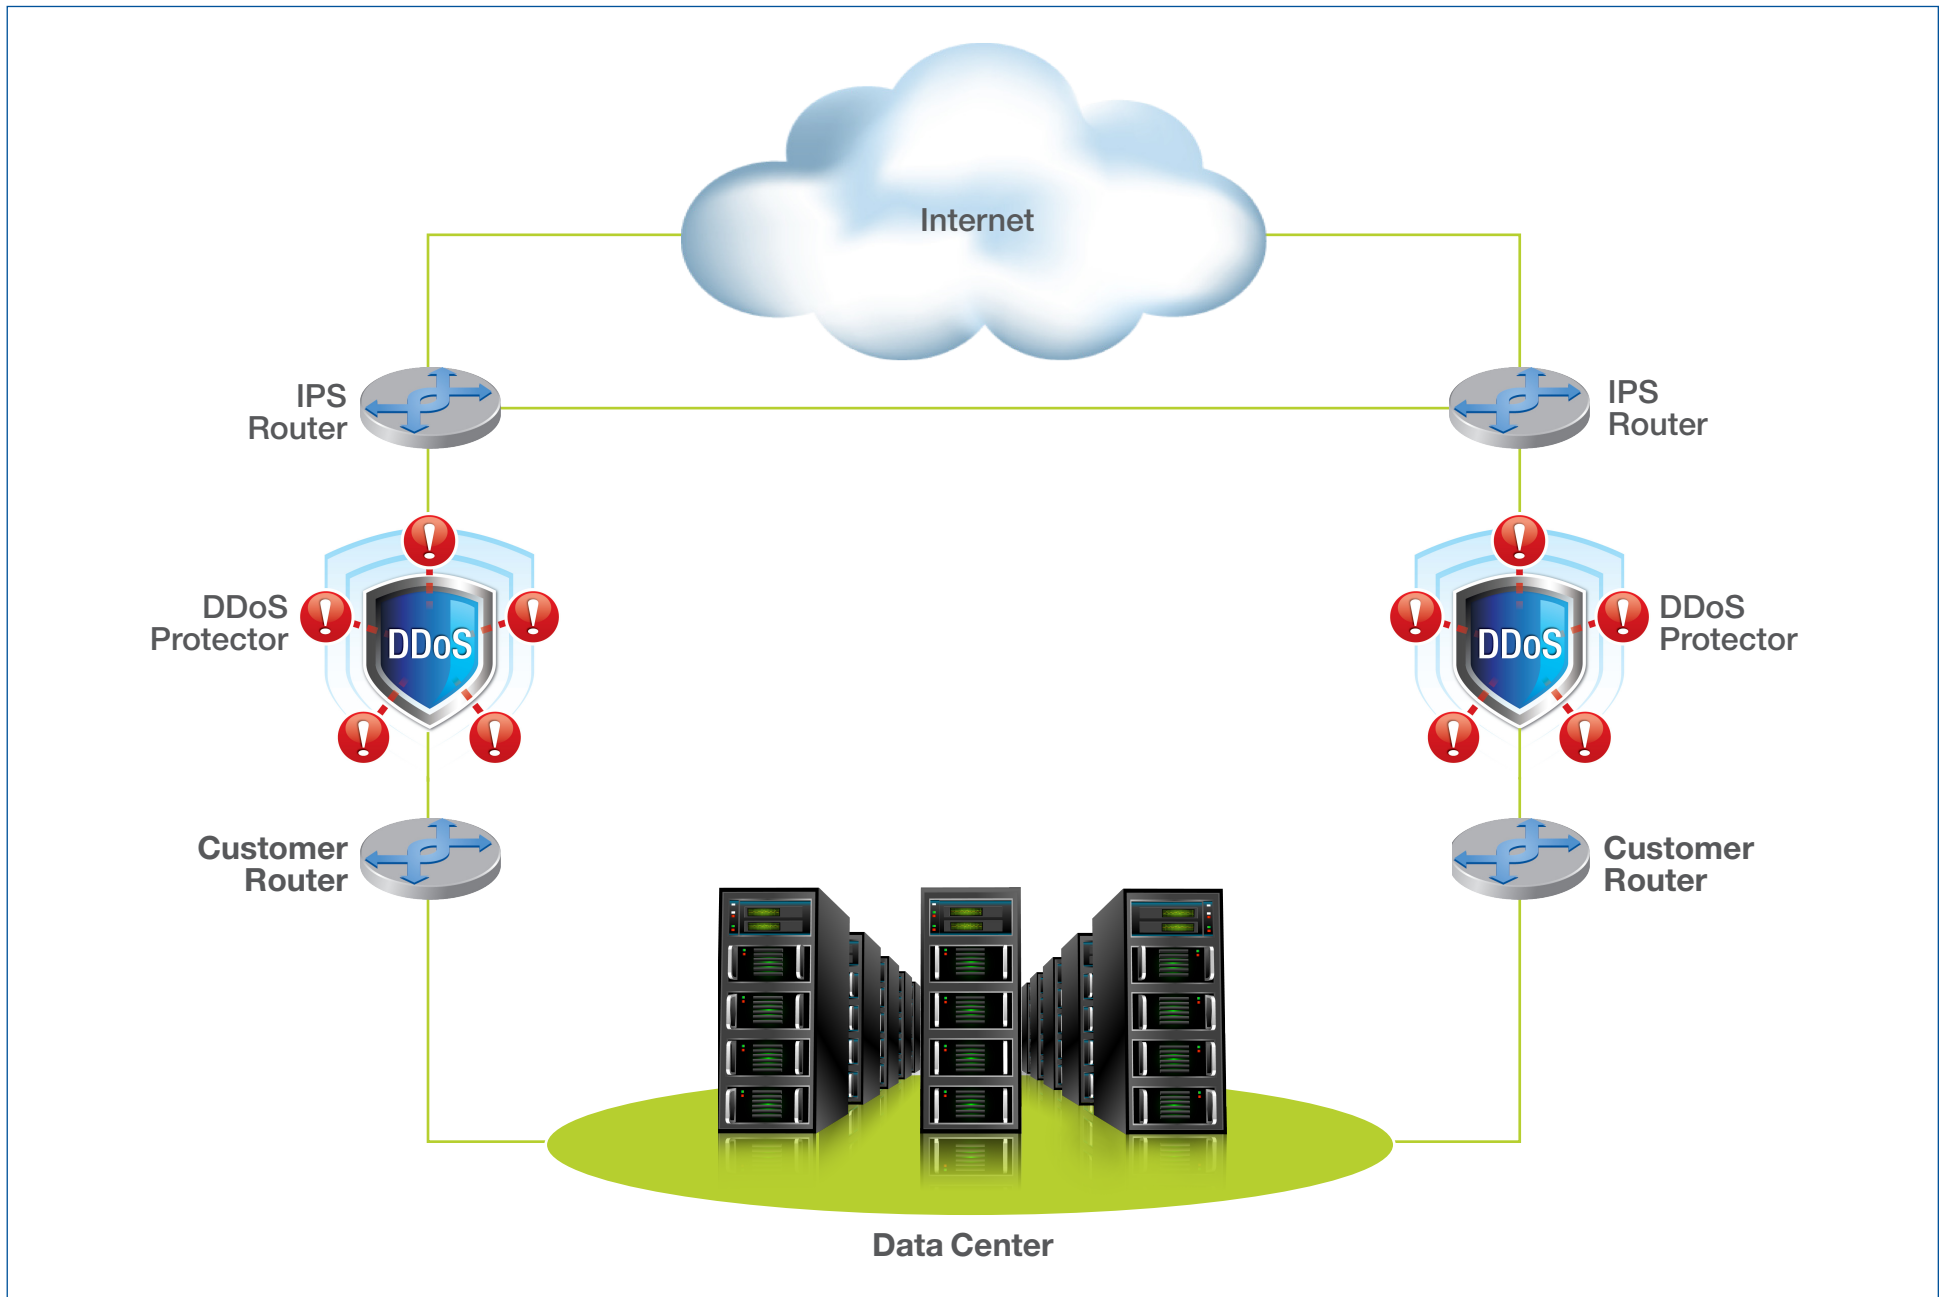 Internet
IPS
Router
IPS
Router
DDoS
Protector
DDoS
DDoS
DDoS
Protector
Customer
Router
Customer
Router
Data Center